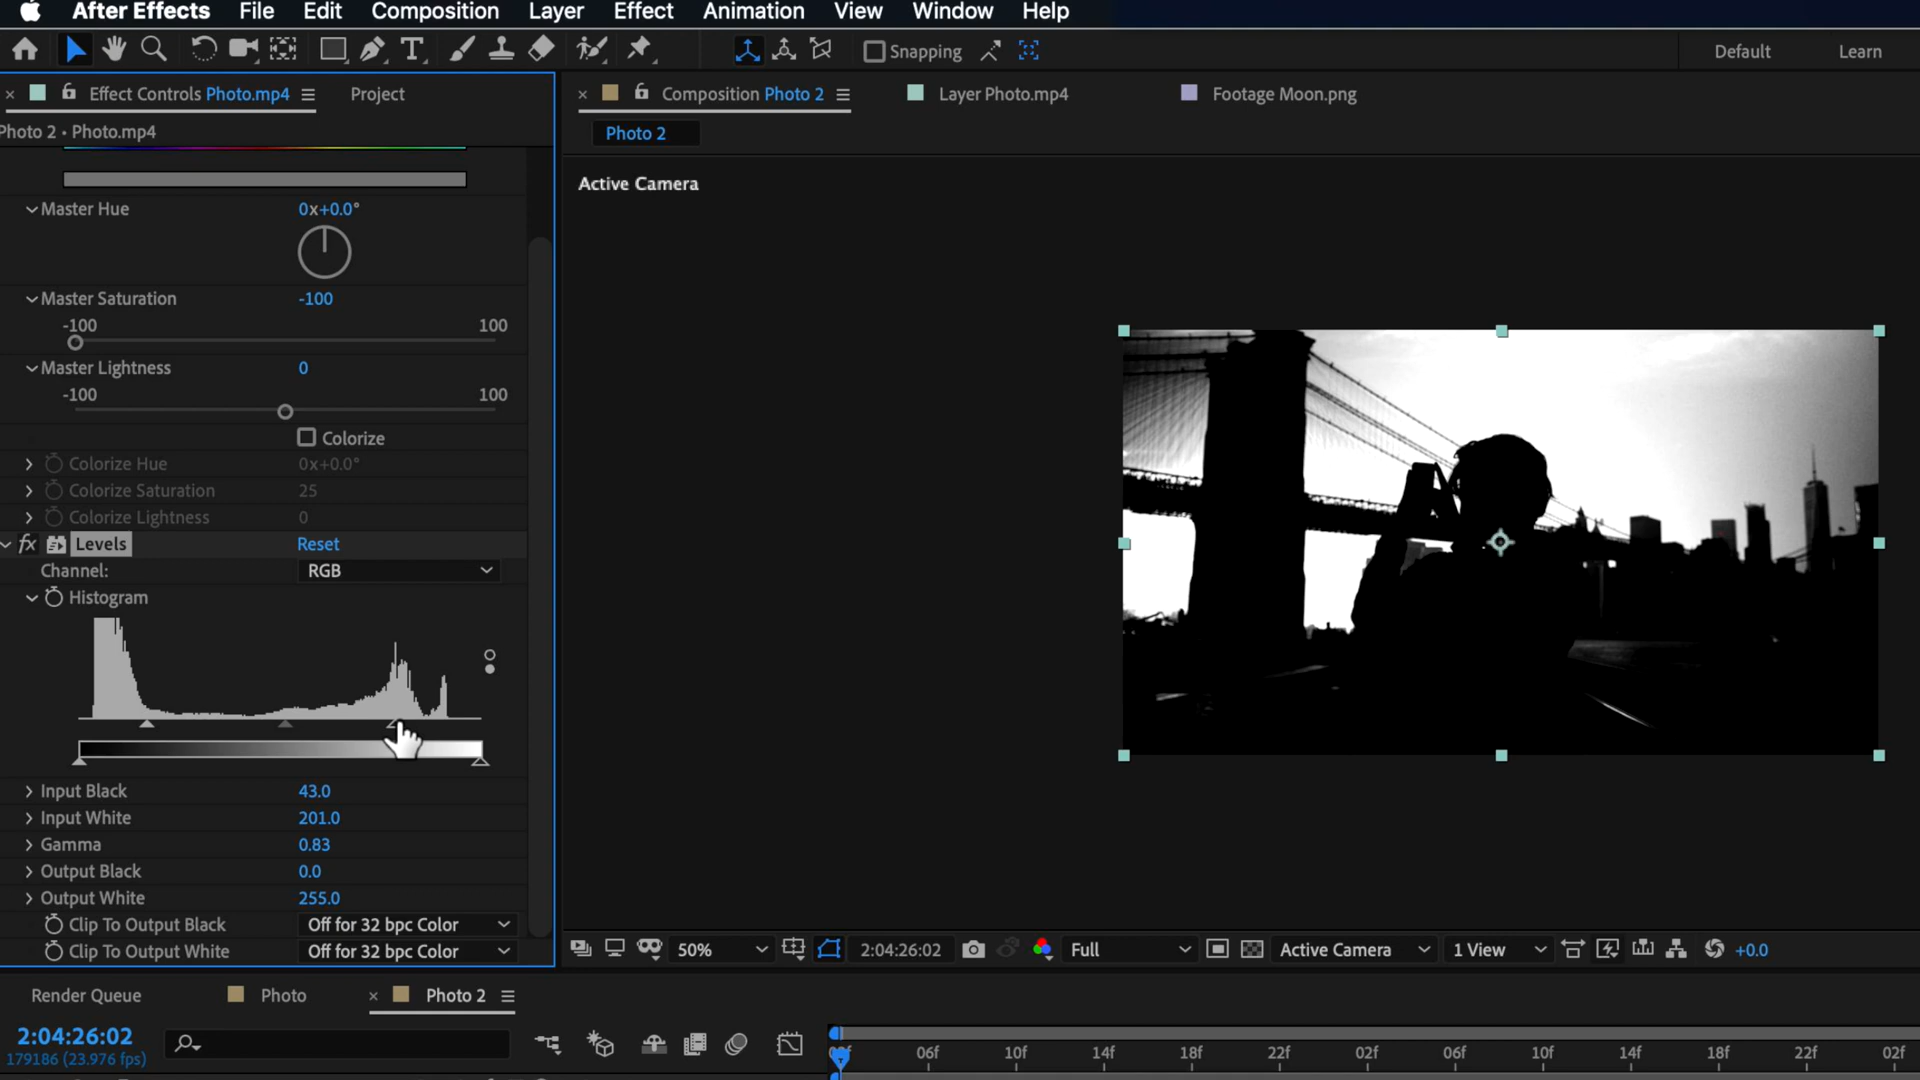 After Effects File Edit Composition Layer Effect Animation View Window Help
Snapping Default Learn
Effect Controls Photo.mp4 Project Composition Photo 2 Layer Photo.mp4 Footage Moon.png
Photo 2 • Photo.mp4
Photo 2
Active Camera
Master Hue 0x+0.0°
Master Saturation -100
-100 100
Master Lightness 0
-100 100
Colorize
Colorize Hue 0x+0.0°
Colorize Saturation 25
Colorize Lightness 0
fx Levels Reset
Channel: RGB
Histogram
Input Black 43.0
Input White 201.0
Gamma 0.83
Output Black 0.0
Output White 255.0
Clip To Output Black Off for 32 bpc Color
Clip To Output White Off for 32 bpc Color
50% 2:04:26:02 Full Active Camera 1 View +0.0
Render Queue Photo Photo 2
2:04:26:02
179186 (23.976 fps)
06f 10f 14f 18f 22f 02f 06f 10f 14f 18f 22f 02f